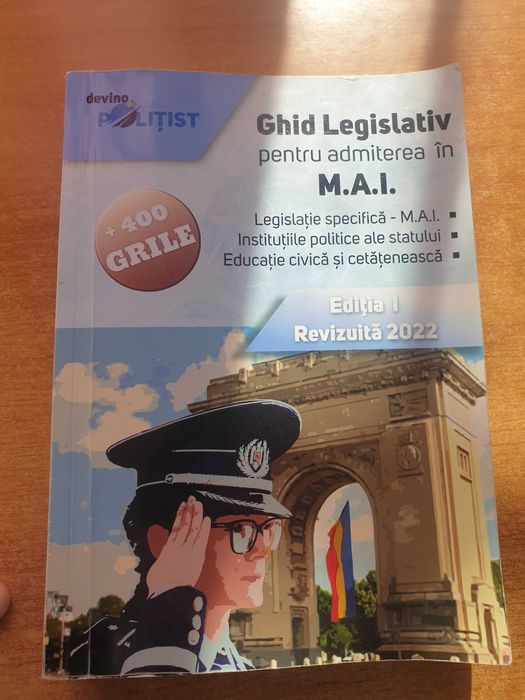 devino
POLIȚIST
Ghid Legislativ
pentru admiterea în
M.A.I.
Legislație specifică - M.A.I.
Instituțiile politice ale statului
Educație civică și cetățenească
+ 400
GRILE
Ediţia I
Revizuită 2022